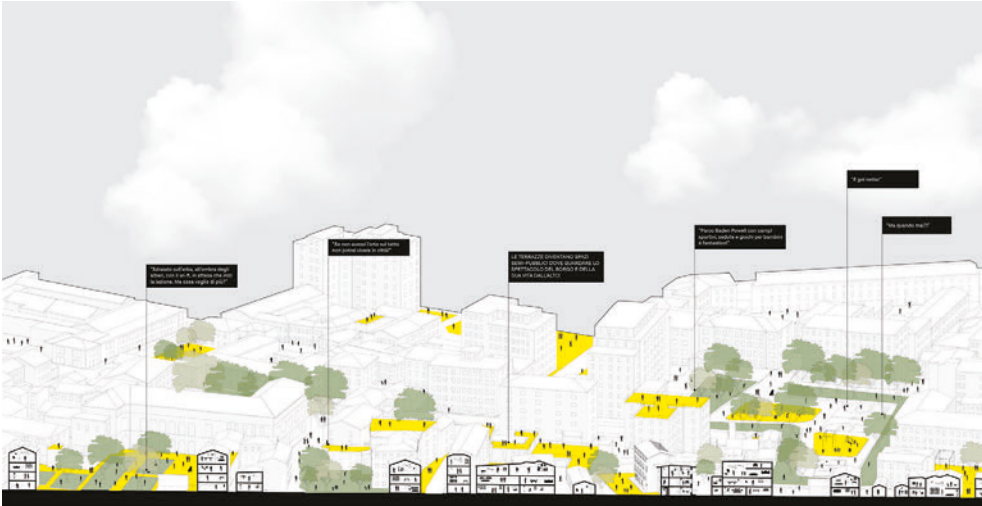 "Sdraiato sull'erba, all'ombra degli
alberi, con il wi-fi, in attesa che inizi
la lezione. Ma cosa voglio di più?"
"Se non avessi l'orto sul tetto
non potrei vivere in città!"
LE TERRAZZE DIVENTANO SPAZI
SEMI-PUBBLICI DOVE GUARDARE LO
SPETTACOLO DEL BORGO E DELLA
SUA VITA DALL'ALTO!
"Parco Baden Powell con campi
sportivi, sedute e giochi per bambini
è fantastico!"
"Ma quando mai?!"